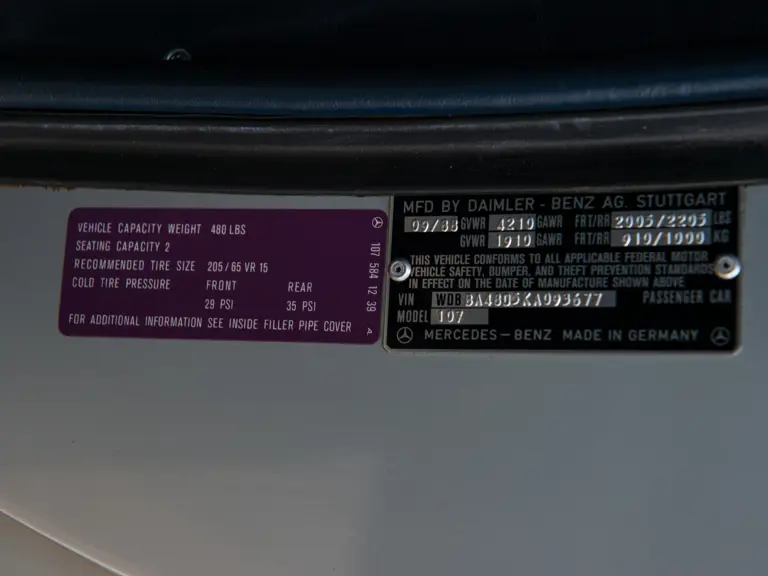 VEHICLE CAPACITY WEIGHT 480 LBS
SEATING CAPACITY 2
RECOMMENDED TIRE SIZE 205/65 VR 15
COLD TIRE PRESSURE FRONT REAR
29 PSI 35 PSI
FOR ADDITIONAL INFORMATION SEE INSIDE FILLER PIPE COVER
107 584 12 39 A
MFD BY DAIMLER-BENZ AG. STUTTGART
09/88 GVWR 4210 GAWR FRT/RR 2005/2205 LBS
GVWR 1910 GAWR FRT/RR 910/1000 KG
THIS VEHICLE CONFORMS TO ALL APPLICABLE FEDERAL MOTOR
VEHICLE SAFETY, BUMPER, AND THEFT PREVENTION STANDARDS
IN EFFECT ON THE DATE OF MANUFACTURE SHOWN ABOVE
VIN WDBBA48D5KA093677 PASSENGER CAR
MODEL 107
MERCEDES-BENZ MADE IN GERMANY